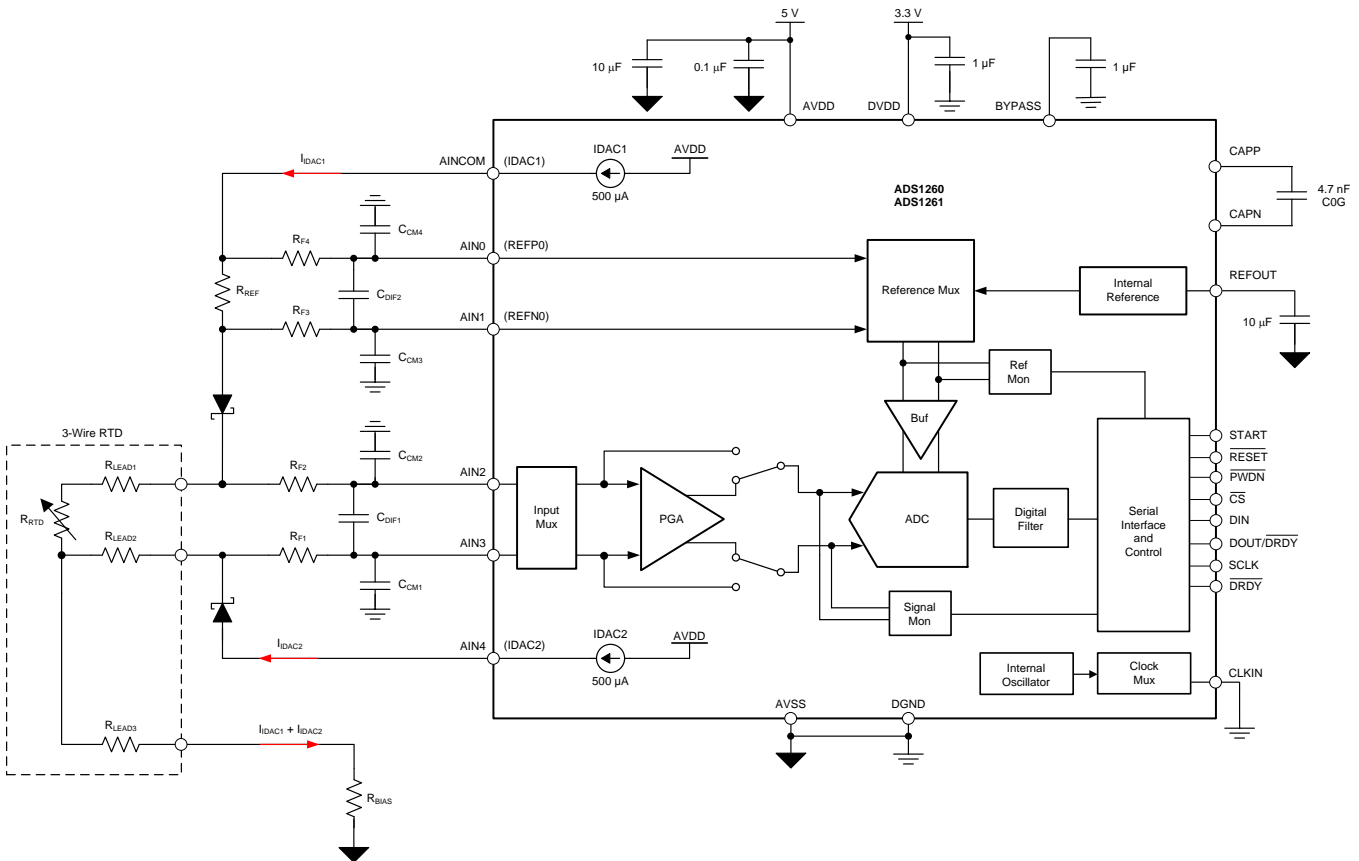 5 V
3.3 V
10 μF
0.1 μF
1 μF
1 μF
AVDD
DVDD
BYPASS
IIDAC1
AINCOM
(IDAC1)
IDAC1
AVDD
500 μA
ADS1260
ADS1261
CAPP
4.7 nF
C0G
CAPN
CCM4
RF4
AIN0
(REFP0)
RREF
CDIF2
Reference Mux
Internal
Reference
REFOUT
RF3
AIN1
(REFN0)
10 μF
CCM3
Ref
Mon
Buf
3-Wire RTD
CCM2
START
RLEAD1
RF2
AIN2
RESET
PWDN
RRTD
CDIF1
Input
Mux
PGA
ADC
Digital
Filter
Serial
Interface
and
Control
CS
DIN
RLEAD2
RF1
AIN3
DOUT/DRDY
SCLK
CCM1
DRDY
Signal
Mon
IIDAC2
AIN4
(IDAC2)
IDAC2
AVDD
500 μA
Internal
Oscillator
Clock
Mux
CLKIN
AVSS
DGND
RLEAD3
IIDAC1 + IIDAC2
RBIAS